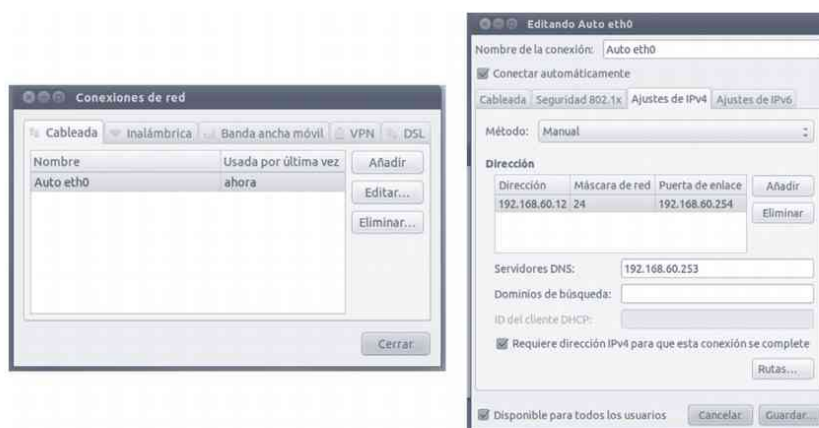 Conexiones de red
Cableada Inalámbrica Banda ancha móvil VPN DSL
Nombre Usada por última vez
Auto eth0 ahora
Añadir
Editar...
Eliminar...
Cerrar
Editando Auto eth0
Nombre de la conexión: Auto eth0
Conectar automáticamente
Cableada Seguridad 802.1x Ajustes de IPv4 Ajustes de IPv6
Método: Manual
Dirección
Dirección Máscara de red Puerta de enlace
192.168.60.12 24 192.168.60.254
Añadir
Eliminar
Servidores DNS: 192.168.60.253
Dominios de búsqueda:
ID del cliente DHCP:
Requiere dirección IPv4 para que esta conexión se complete
Rutas...
Disponible para todos los usuarios
Cancelar
Guardar...